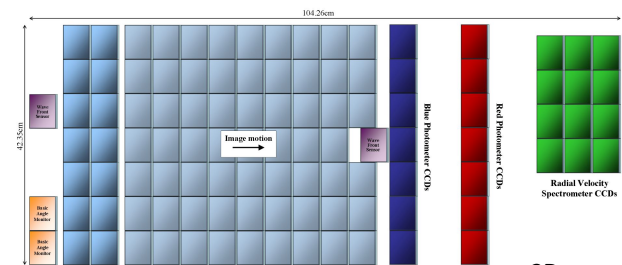 104.26cm
42.35cm
Wave
Front
Sensor
Basic
Angle
Monitor
Basic
Angle
Monitor
Image motion
Wave
Front
Sensor
Blue Photometer CCDs
Red Photometer CCDs
Radial Velocity
Spectrometer CCDs